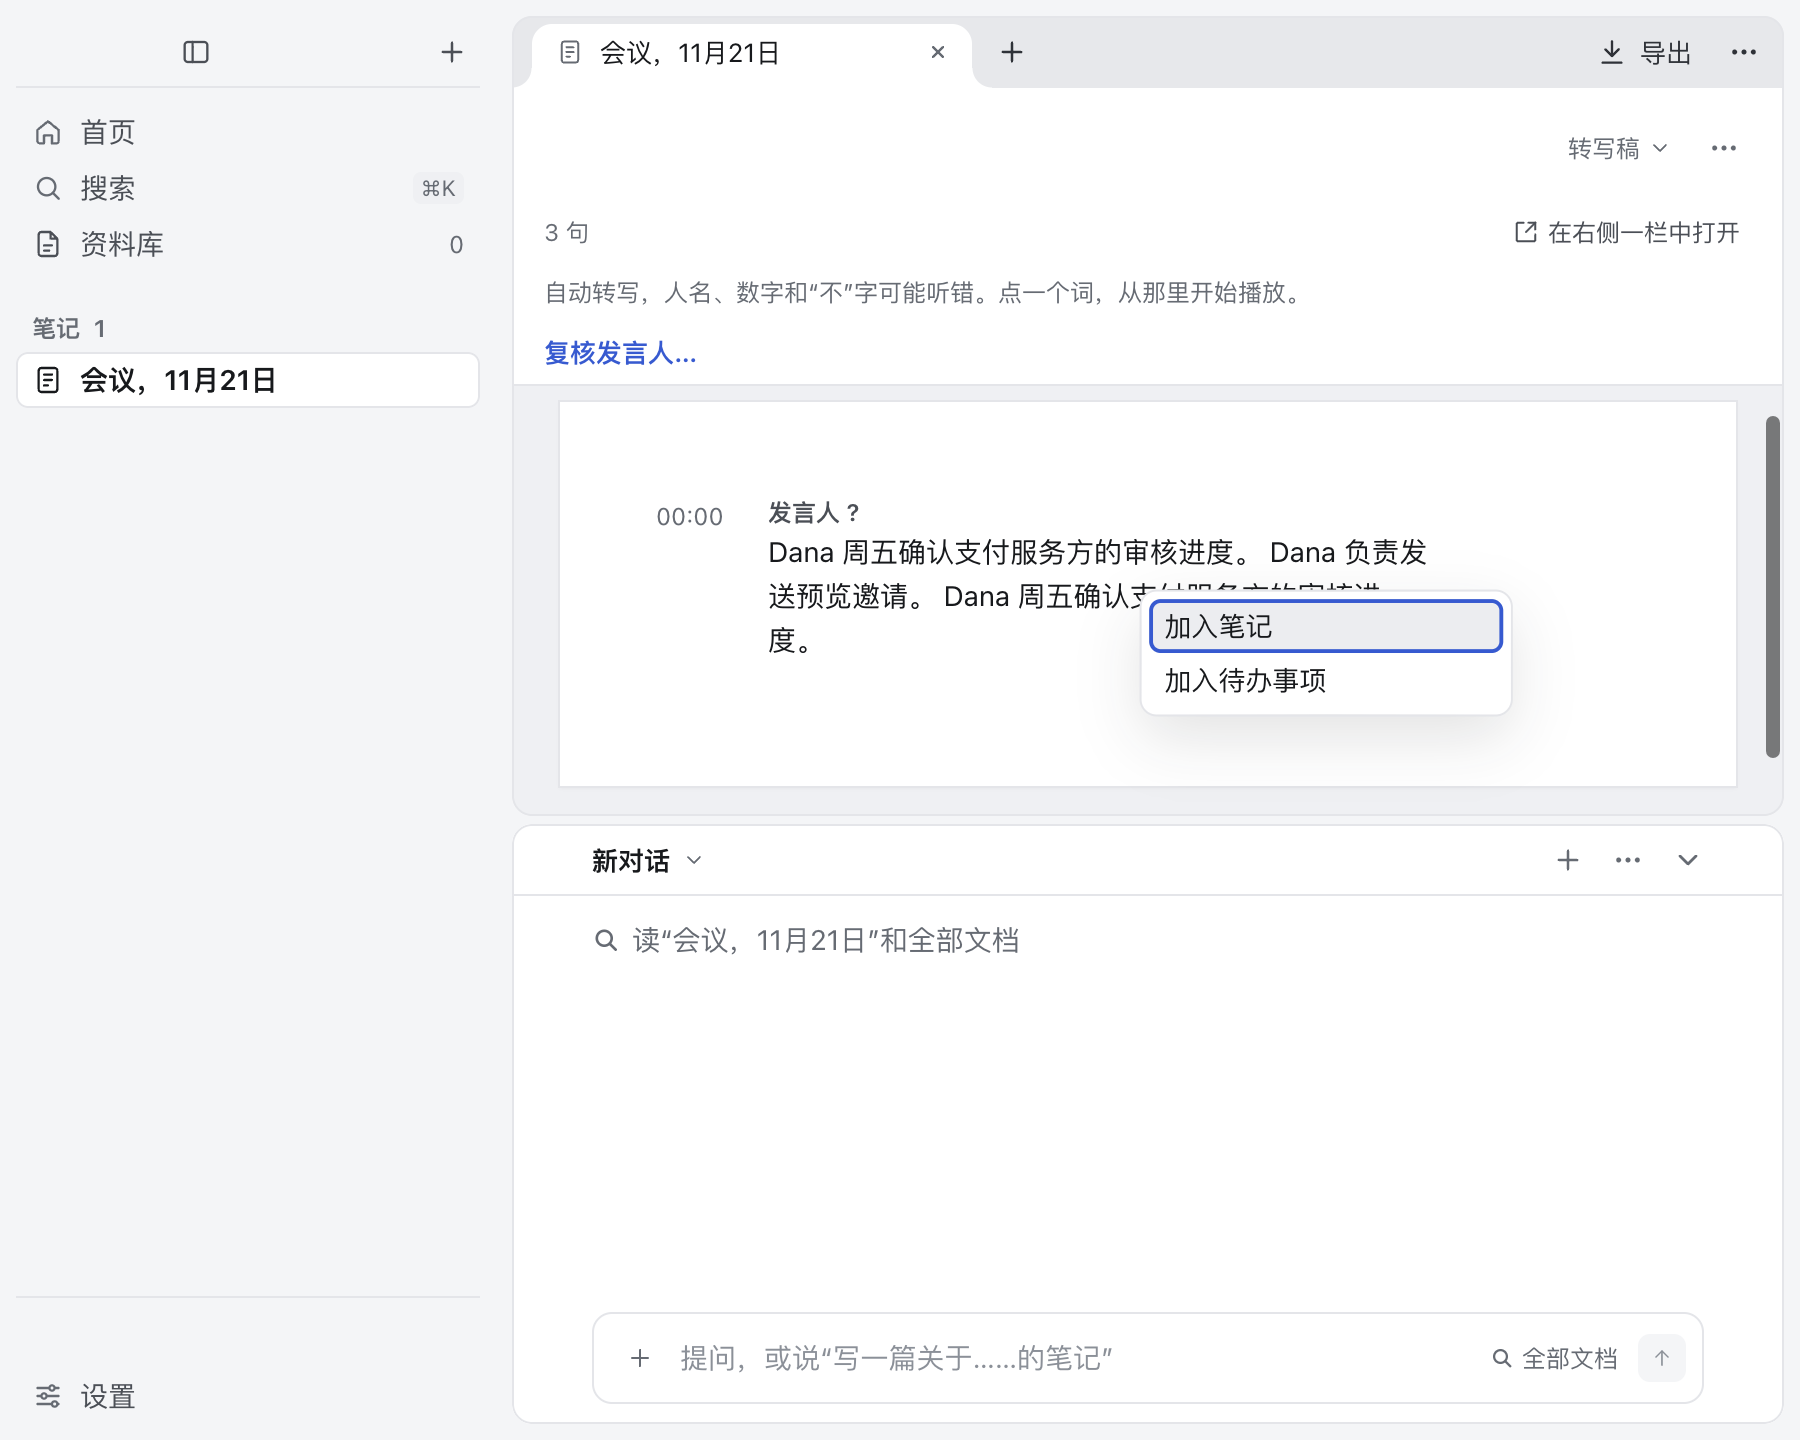 首页
搜索 ⌘K
资料库 0
笔记 1
会议，11月21日
设置
会议，11月21日
导出
转写稿
3 句
在右侧一栏中打开
自动转写，人名、数字和“不”字可能听错。点一个词，从那里开始播放。
复核发言人...
00:00
发言人 ?
Dana 周五确认支付服务方的审核进度。 Dana 负责发
送预览邀请。 Dana 周五确认支付服务方的审核进
度。
加入笔记
加入待办事项
新对话
读“会议，11月21日”和全部文档
提问，或说“写一篇关于……的笔记”
全部文档